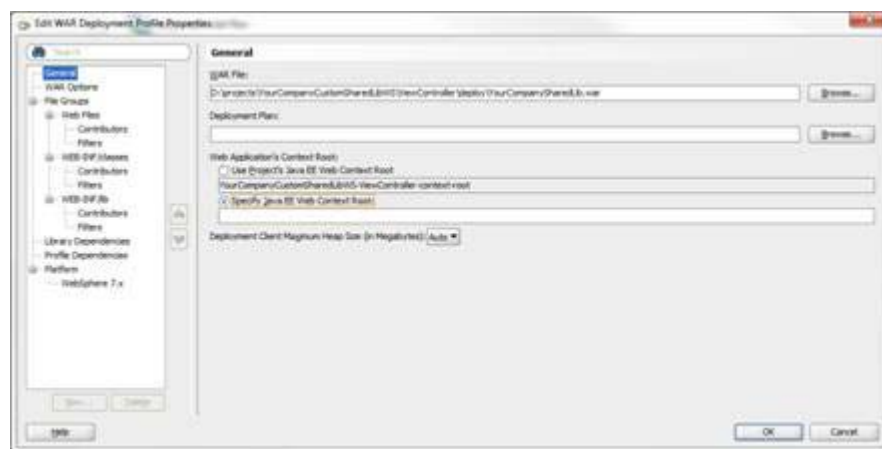 Edit WAR Deployment Profile Properties
Search
General
WAR Options
File Groups
Web Files
Contributors
Filters
WEB-INF/classes
Contributors
Filters
WEB-INF/lib
Contributors
Filters
Library Dependencies
Profile Dependencies
Platform
WebSphere 7.x
New...
Delete
General
WAR File:
D:\projects\YourCompanyCustomSharedLibWS\ViewController\deploy\YourCompanySharedLib.war
Browse...
Deployment Plan:
Browse...
Web Application's Context Root:
Use Project's Java EE Web Context Root
YourCompanyCustomSharedLibWS-ViewController-context-root
Specify Java EE Web Context Root:
Deployment Client Maximum Heap Size (in Megabytes): Auto
Help
OK
Cancel